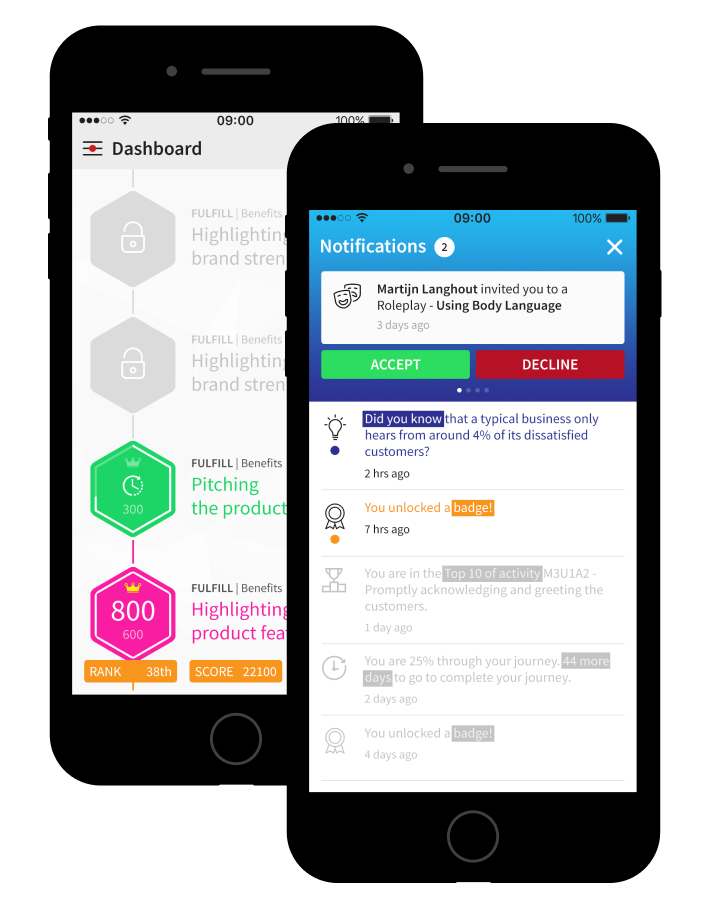 09:00
100%
Dashboard
FULFILL | Benefits
Highlighting
brand stren
FULFILL | Benefits
Highlighting
brand stren
300
FULFILL | Benefits
Pitching
the product
800
600
FULFILL | Benefits
Highlighting
product fea
RANK 38th
SCORE 22100
09:00
100%
Notifications 2
Martijn Langhout invited you to a
Roleplay - Using Body Language
3 days ago
ACCEPT
DECLINE
Did you know that a typical business only
hears from around 4% of its dissatisfied
customers?
2 hrs ago
You unlocked a badge!
7 hrs ago
You are in the Top 10 of activity M3U1A2 -
Promptly acknowledging and greeting the
customers.
1 day ago
You are 25% through your journey. 44 more
days to go to complete your journey.
2 days ago
You unlocked a badge!
4 days ago